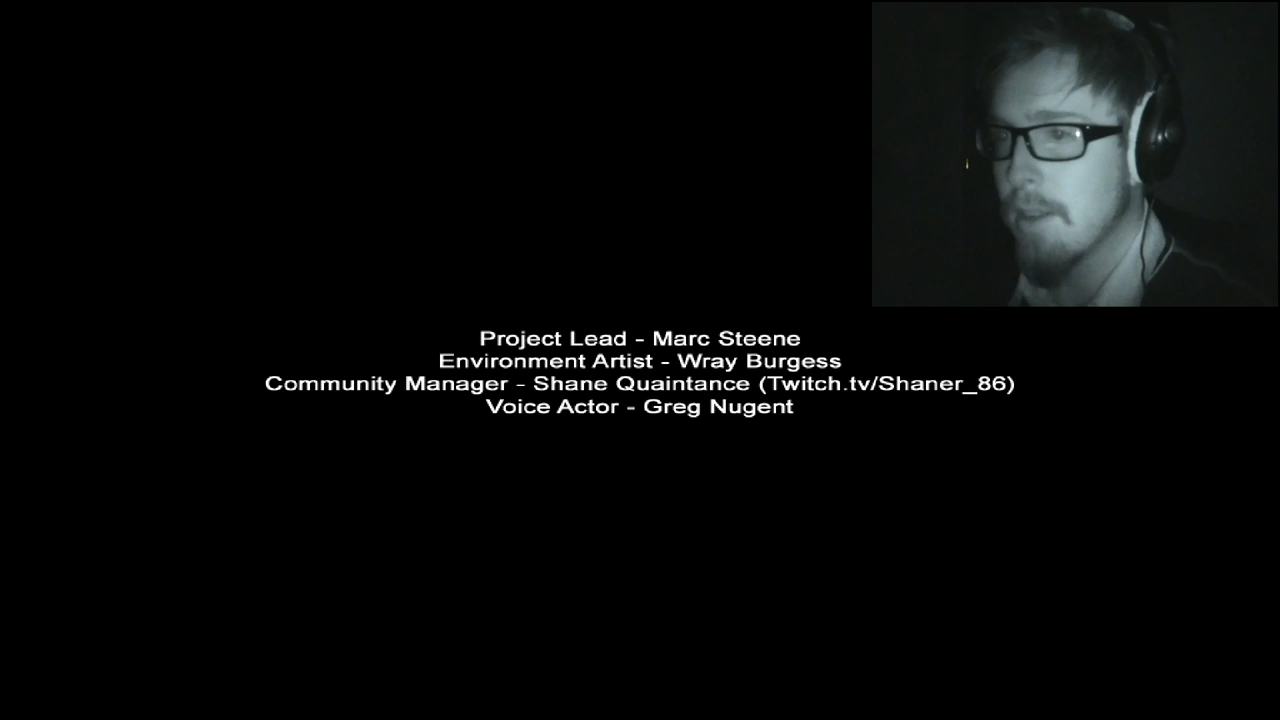 Project Lead - Marc Steene
Environment Artist - Wray Burgess
Community Manager - Shane Quaintance (Twitch.tv/Shaner_86)
Voice Actor - Greg Nugent